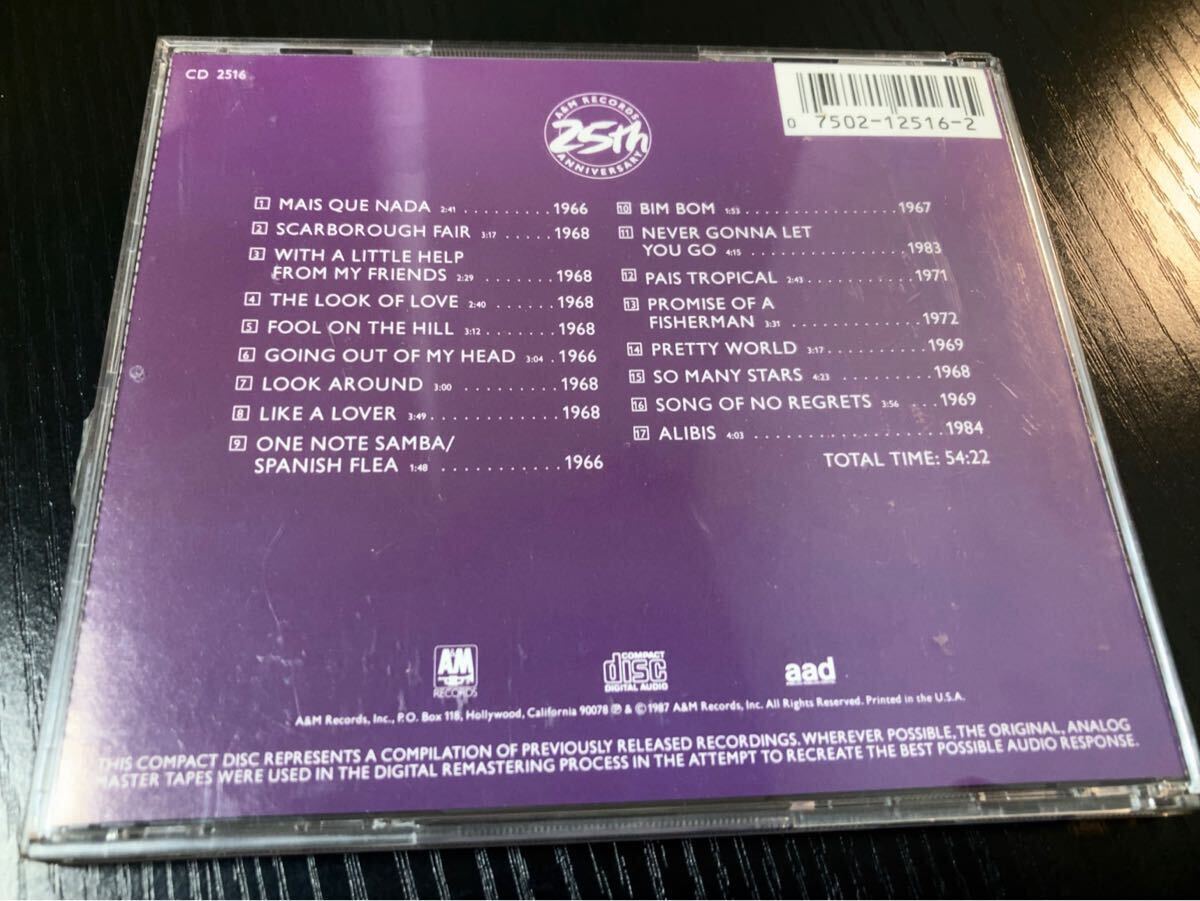 CD 2516
A&M RECORDS
25th
ANNIVERSARY
0 7502-12516-2
1 MAIS QUE NADA 2:41 . . . . . . . . . 1966
2 SCARBOROUGH FAIR 3:17 . . . . . 1968
3 WITH A LITTLE HELP
FROM MY FRIENDS 2:29 . . . . . . . 1968
4 THE LOOK OF LOVE 2:40 . . . . . . . 1968
5 FOOL ON THE HILL 3:12 . . . . . . . 1968
6 GOING OUT OF MY HEAD 3:04 . 1966
7 LOOK AROUND 3:00 . . . . . . . . . 1968
8 LIKE A LOVER 3:49 . . . . . . . . . . . . 1968
9 ONE NOTE SAMBA/
SPANISH FLEA 1:48 . . . . . . . . . . . 1966
10 BIM BOM 1:53 . . . . . . . . . . . . . . . . 1967
11 NEVER GONNA LET
YOU GO 4:15 . . . . . . . . . . . . . . . . 1983
12 PAIS TROPICAL 2:43 . . . . . . . . . . . 1971
13 PROMISE OF A
FISHERMAN 3:31 . . . . . . . . . . . . . 1972
14 PRETTY WORLD 3:17 . . . . . . . . . . 1969
15 SO MANY STARS 4:23 . . . . . . . . . 1968
16 SONG OF NO REGRETS 3:56 . . . 1969
17 ALIBIS 4:03 . . . . . . . . . . . . . . . . . . 1984
TOTAL TIME: 54:22
A&M
RECORDS
COMPACT
disc
DIGITAL AUDIO
aad
A&M Records, Inc., P.O. Box 118, Hollywood, California 90078 ℗ & © 1987 A&M Records, Inc. All Rights Reserved. Printed in the U.S.A.
THIS COMPACT DISC REPRESENTS A COMPILATION OF PREVIOUSLY RELEASED RECORDINGS. WHEREVER POSSIBLE, THE ORIGINAL, ANALOG
MASTER TAPES WERE USED IN THE DIGITAL REMASTERING PROCESS IN THE ATTEMPT TO RECREATE THE BEST POSSIBLE AUDIO RESPONSE.